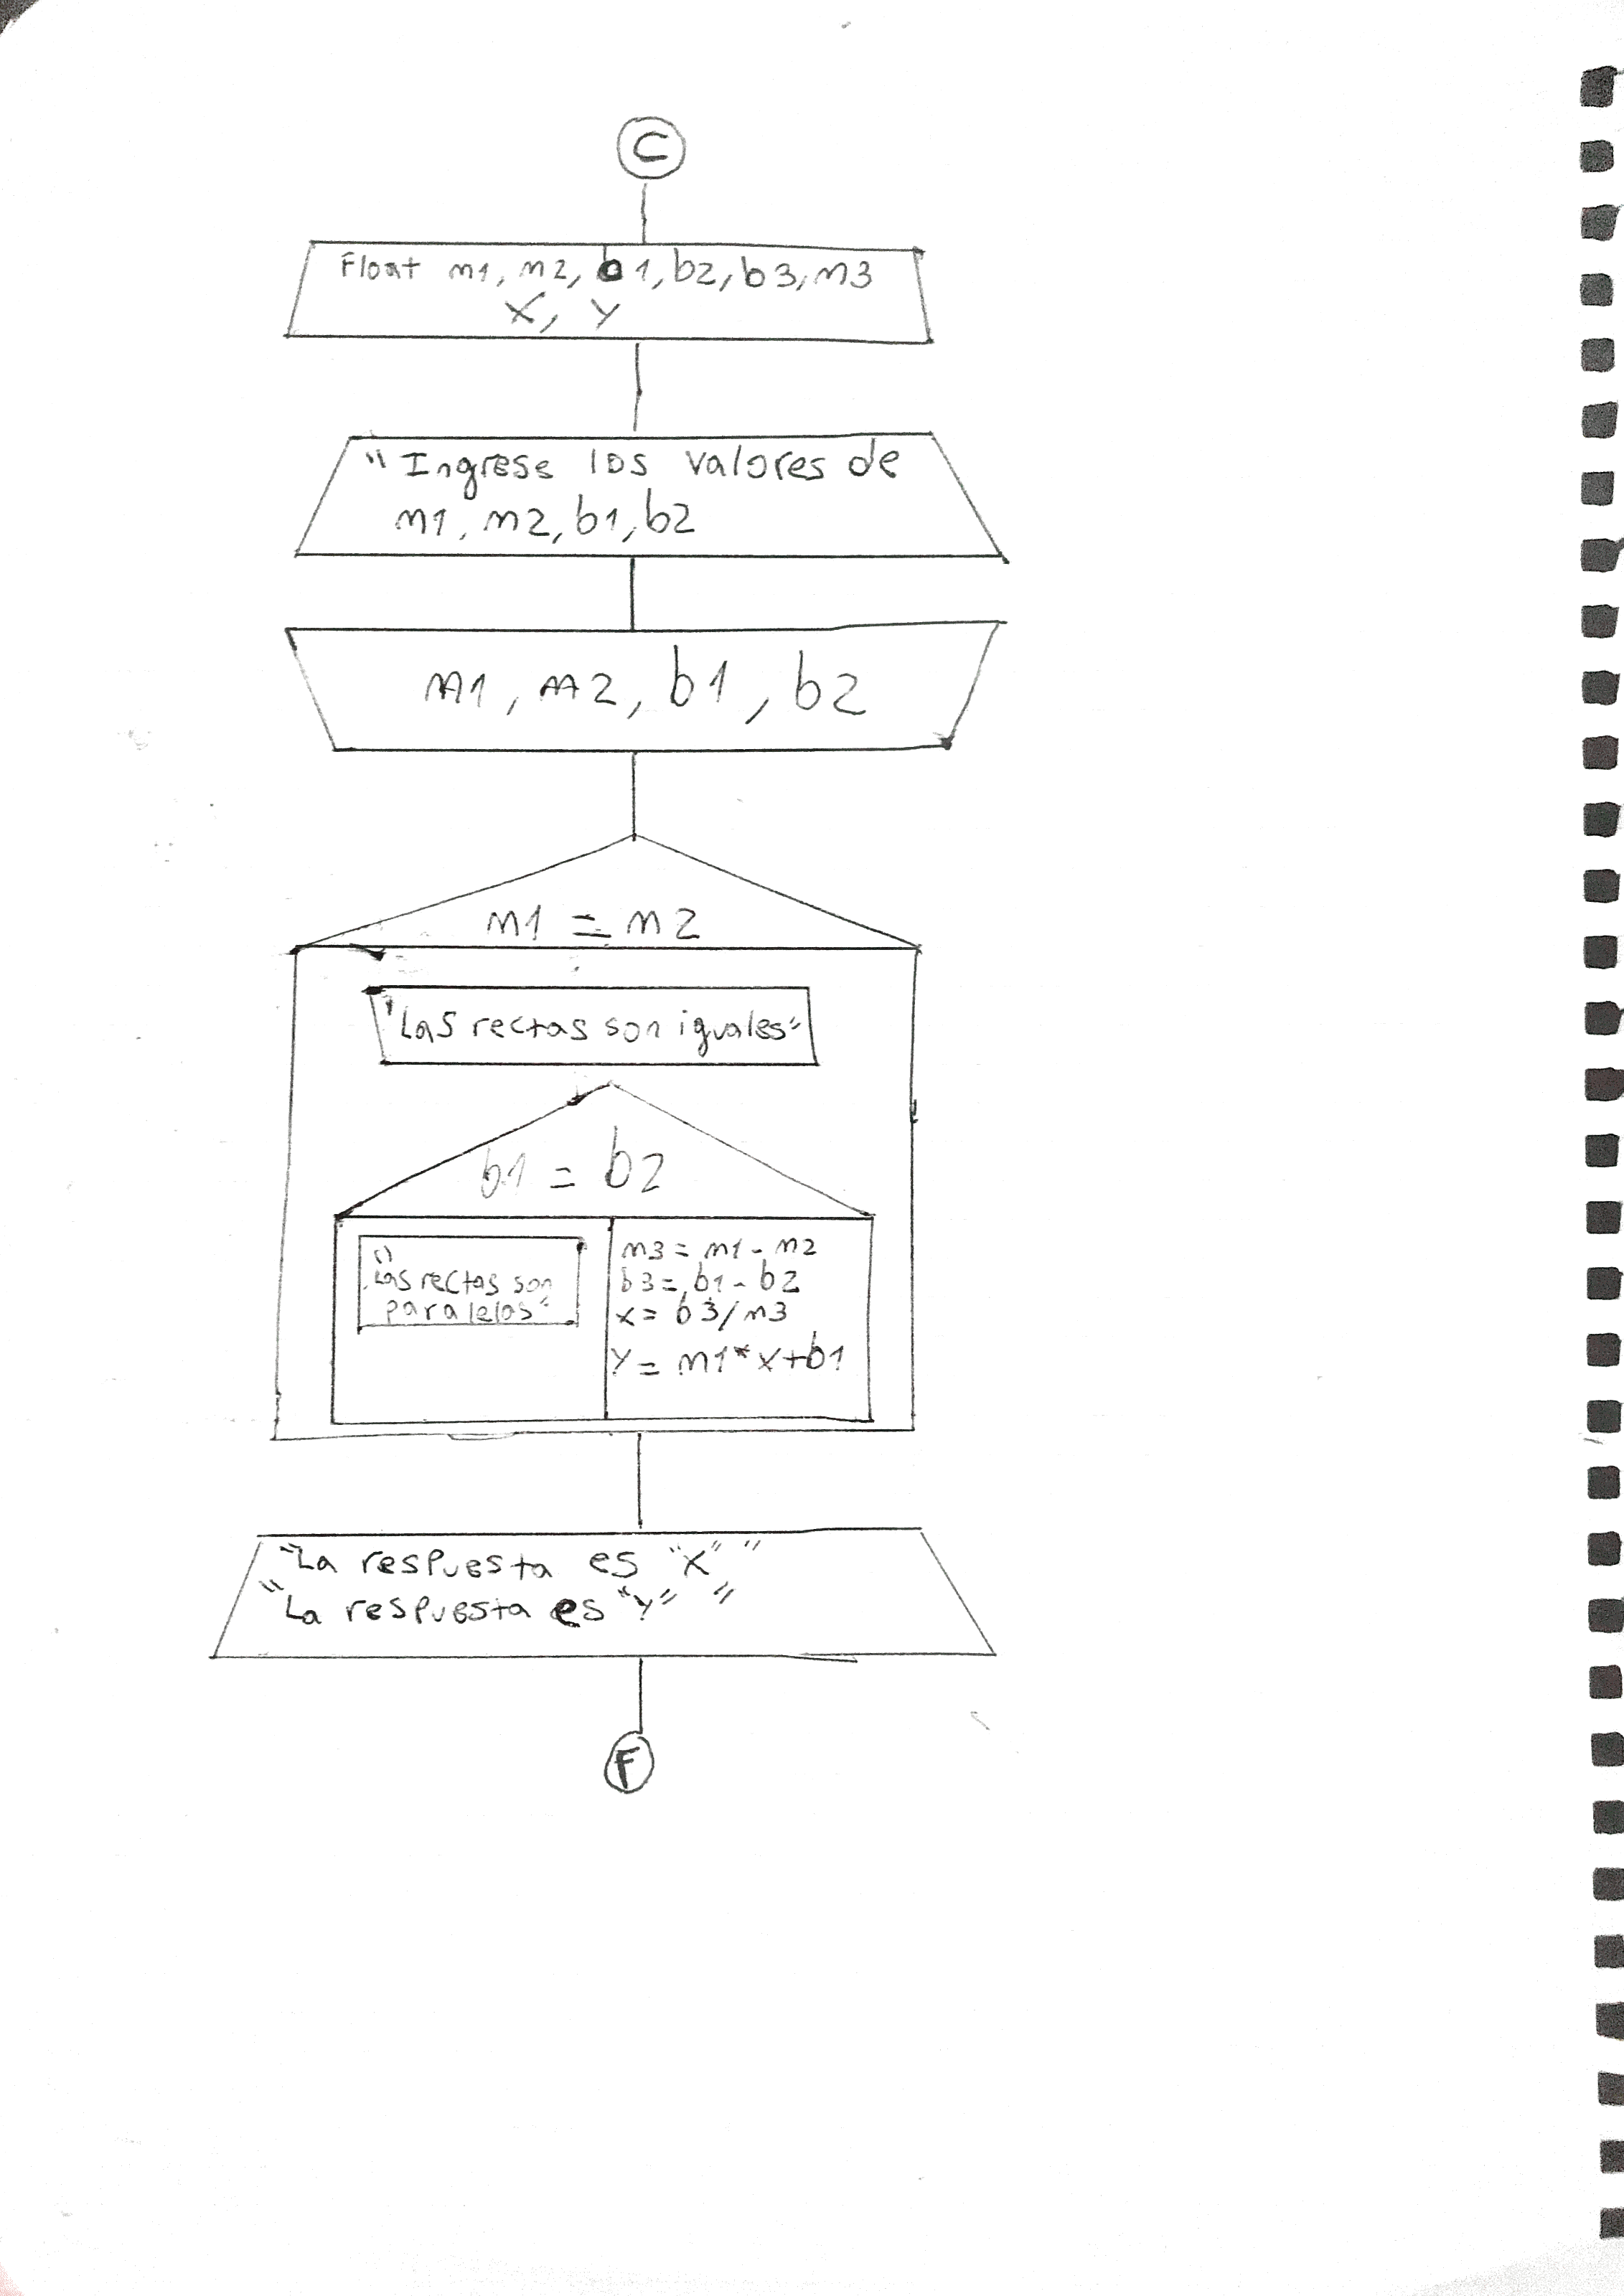 C
Float m1, m2, b1, b2, b3, m3
X, Y
"Ingrese los valores de
m1, m2, b1, b2
m1, m2, b1, b2
m1 = m2
"Las rectas son iguales"
b1 = b2
"
Las rectas son
paralelas"
m3 = m1 - m2
b3 = b1 - b2
x = b3/m3
Y = m1*x+b1
"La respuesta es "X" "
"La respuesta es "Y" "
F